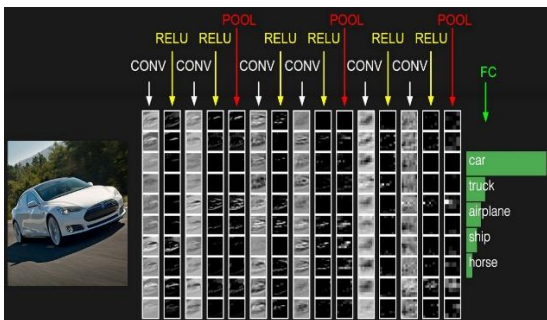 POOL POOL POOL
RELU RELU RELU RELU RELU RELU
CONV CONV CONV CONV CONV CONV
FC
car
truck
airplane
ship
horse